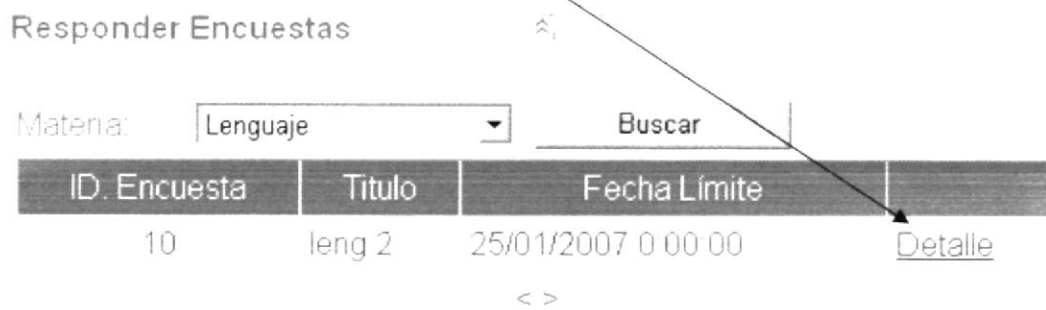 Responder Encuestas
Materia: Lenguaje Buscar
ID. Encuesta Titulo Fecha Límite
10 leng 2 25/01/2007 0:00:00 Detalle
< >